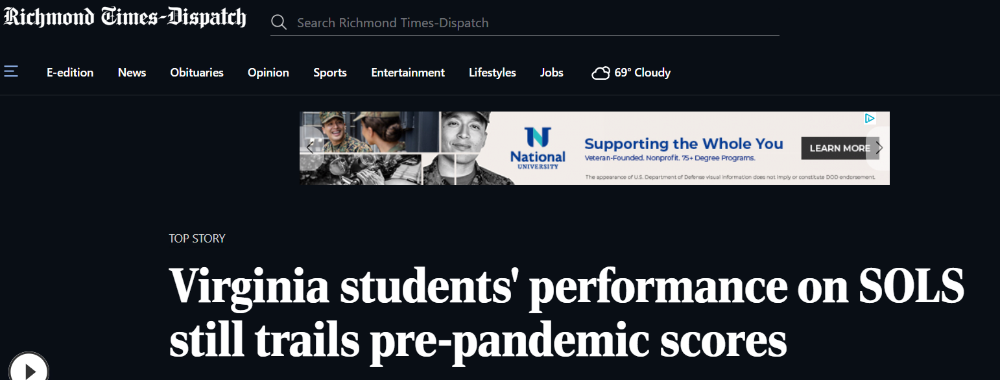 Richmond Times-Dispatch
Search Richmond Times-Dispatch
E-edition News Obituaries Opinion Sports Entertainment Lifestyles Jobs 69° Cloudy
N
National
UNIVERSITY
Supporting the Whole You
Veteran-Founded. Nonprofit. 75+ Degree Programs.
LEARN MORE
The appearance of U.S. Department of Defense visual information does not imply or constitute DOD endorsement.
TOP STORY
Virginia students' performance on SOLS
still trails pre-pandemic scores